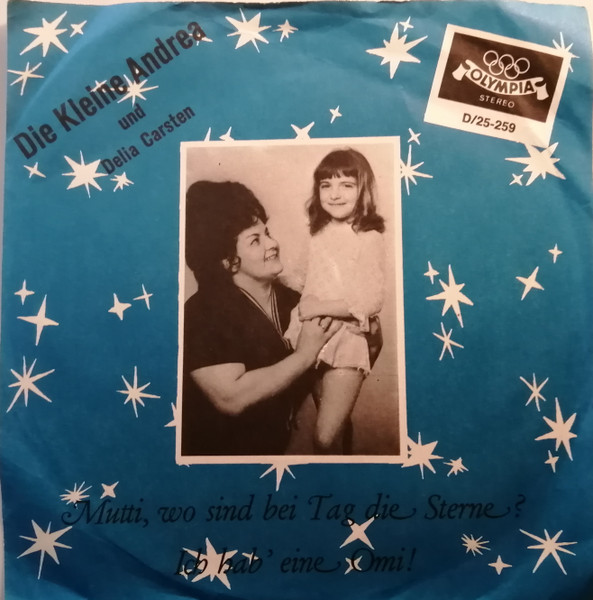 Die Kleine Andrea
und
Delia Carsten
OLYMPIA
STEREO
D/25-259
Mutti, wo sind bei Tag die Sterne?
Ich hab' eine Omi!